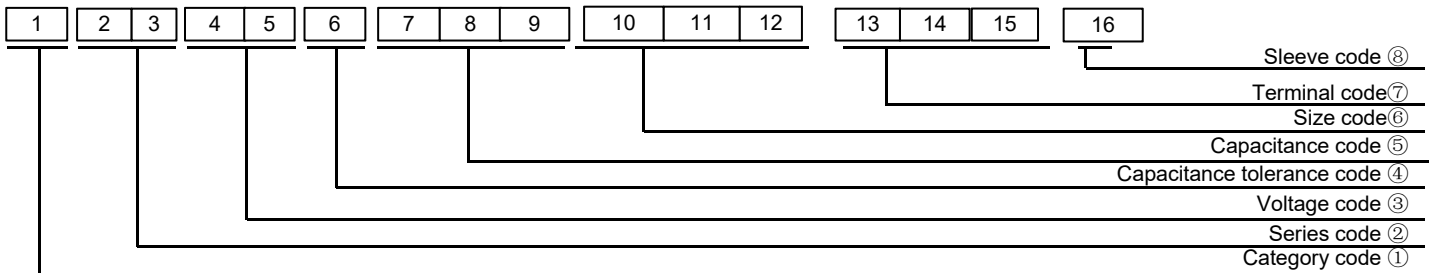 1 2 3 4 5 6 7 8 9 10 11 12 13 14 15 16
Sleeve code ⑧
Terminal code⑦
Size code⑥
Capacitance code ⑤
Capacitance tolerance code ④
Voltage code ③
Series code ②
Category code ①